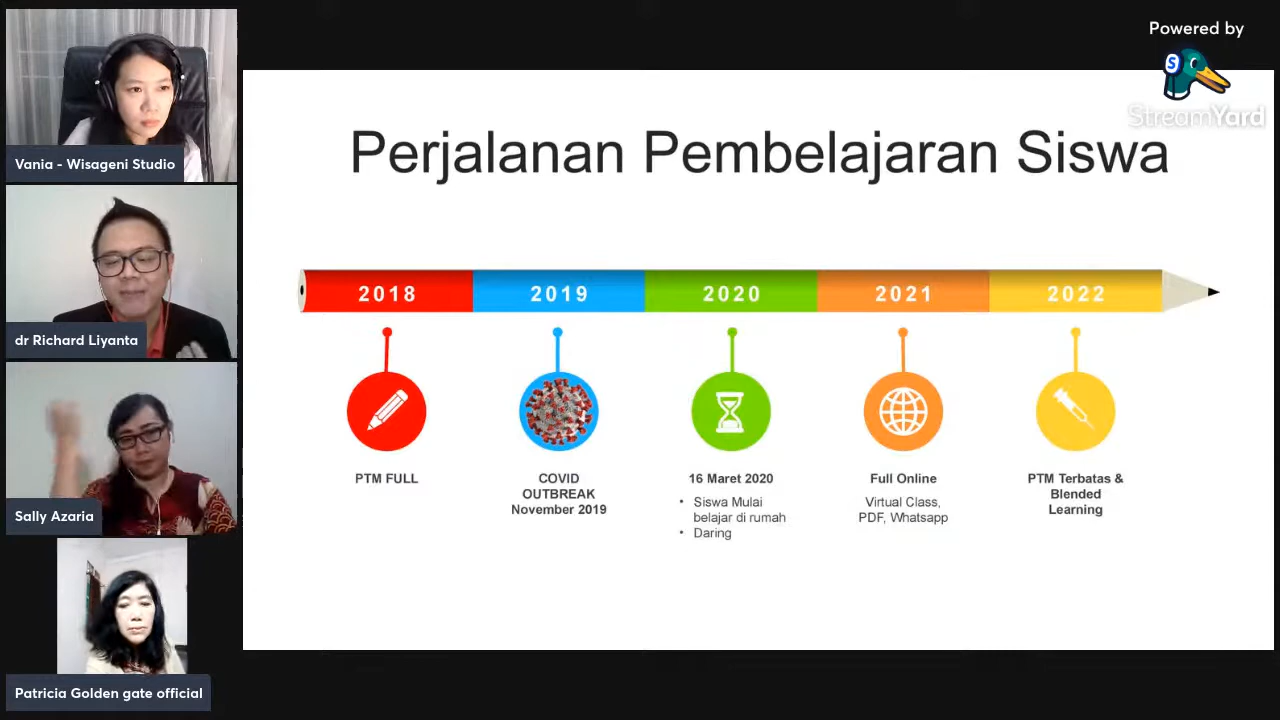 Powered by
S
StreamYard
Vania - Wisageni Studio
dr Richard Liyanta
Sally Azaria
Patricia Golden gate official
Perjalanan Pembelajaran Siswa
2018
2019
2020
2021
2022
PTM FULL
COVID
OUTBREAK
November 2019
16 Maret 2020
• Siswa Mulai
belajar di rumah
• Daring
Full Online
Virtual Class,
PDF, Whatsapp
PTM Terbatas &
Blended
Learning